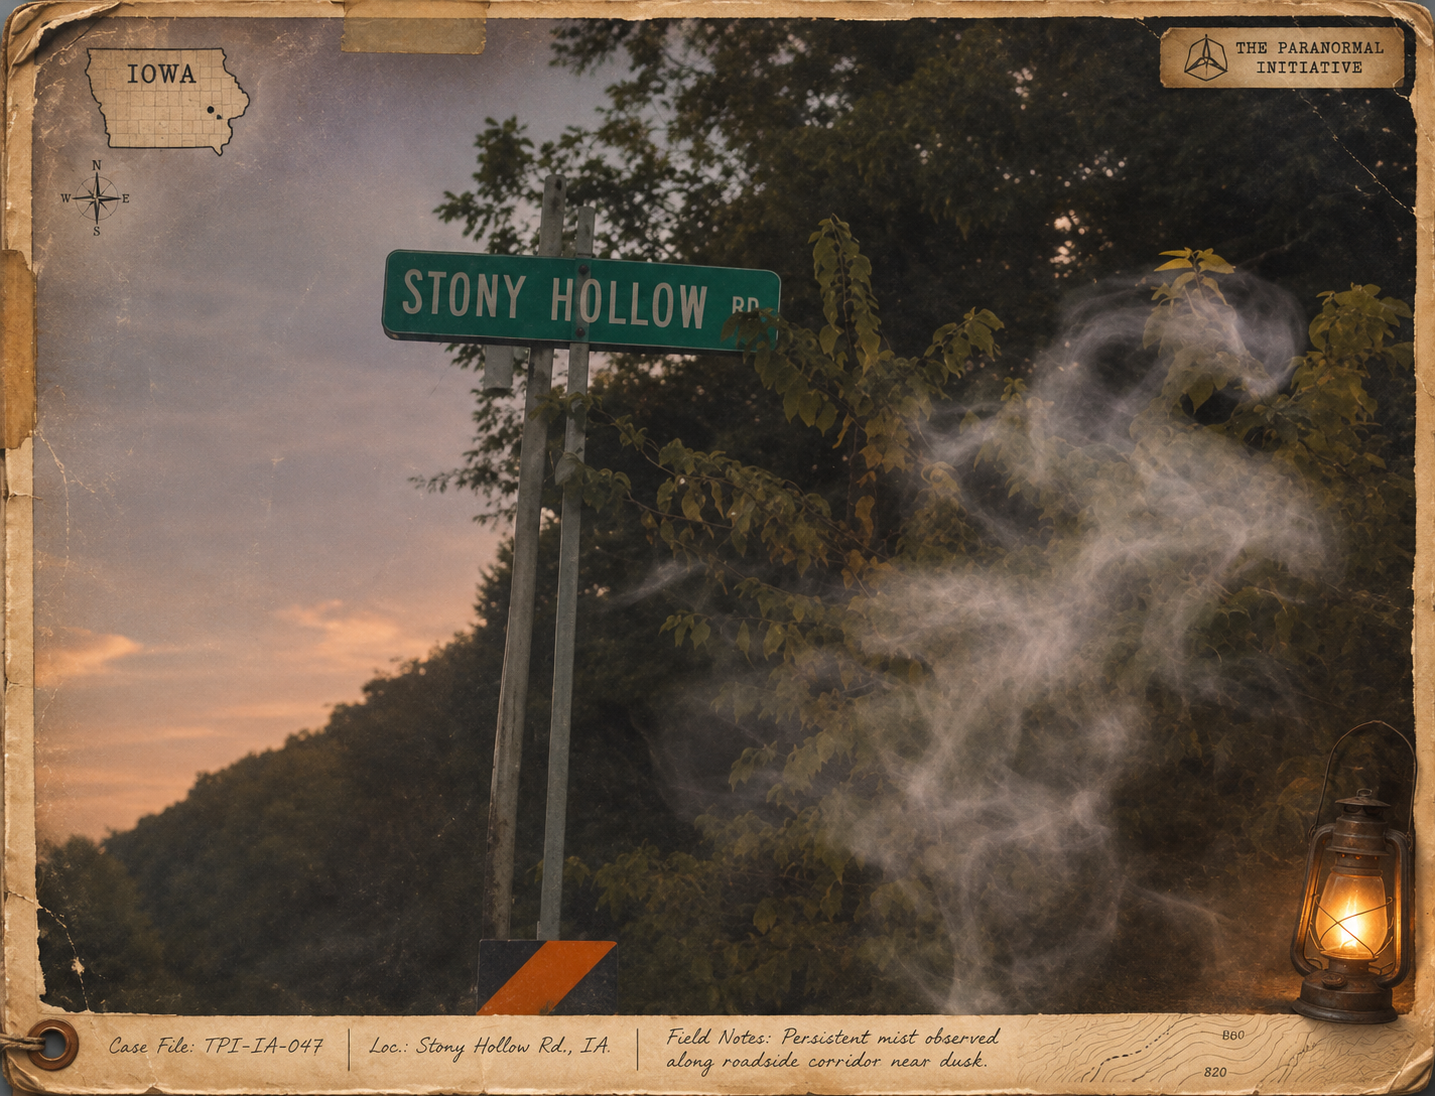 IOWA
THE PARANORMAL
INITIATIVE
N
W E
S
STONY HOLLOW RD
Case File: TPI-IA-047
Loc.: Stony Hollow Rd., IA.
Field Notes: Persistent mist observed
along roadside corridor near dusk.
880
820